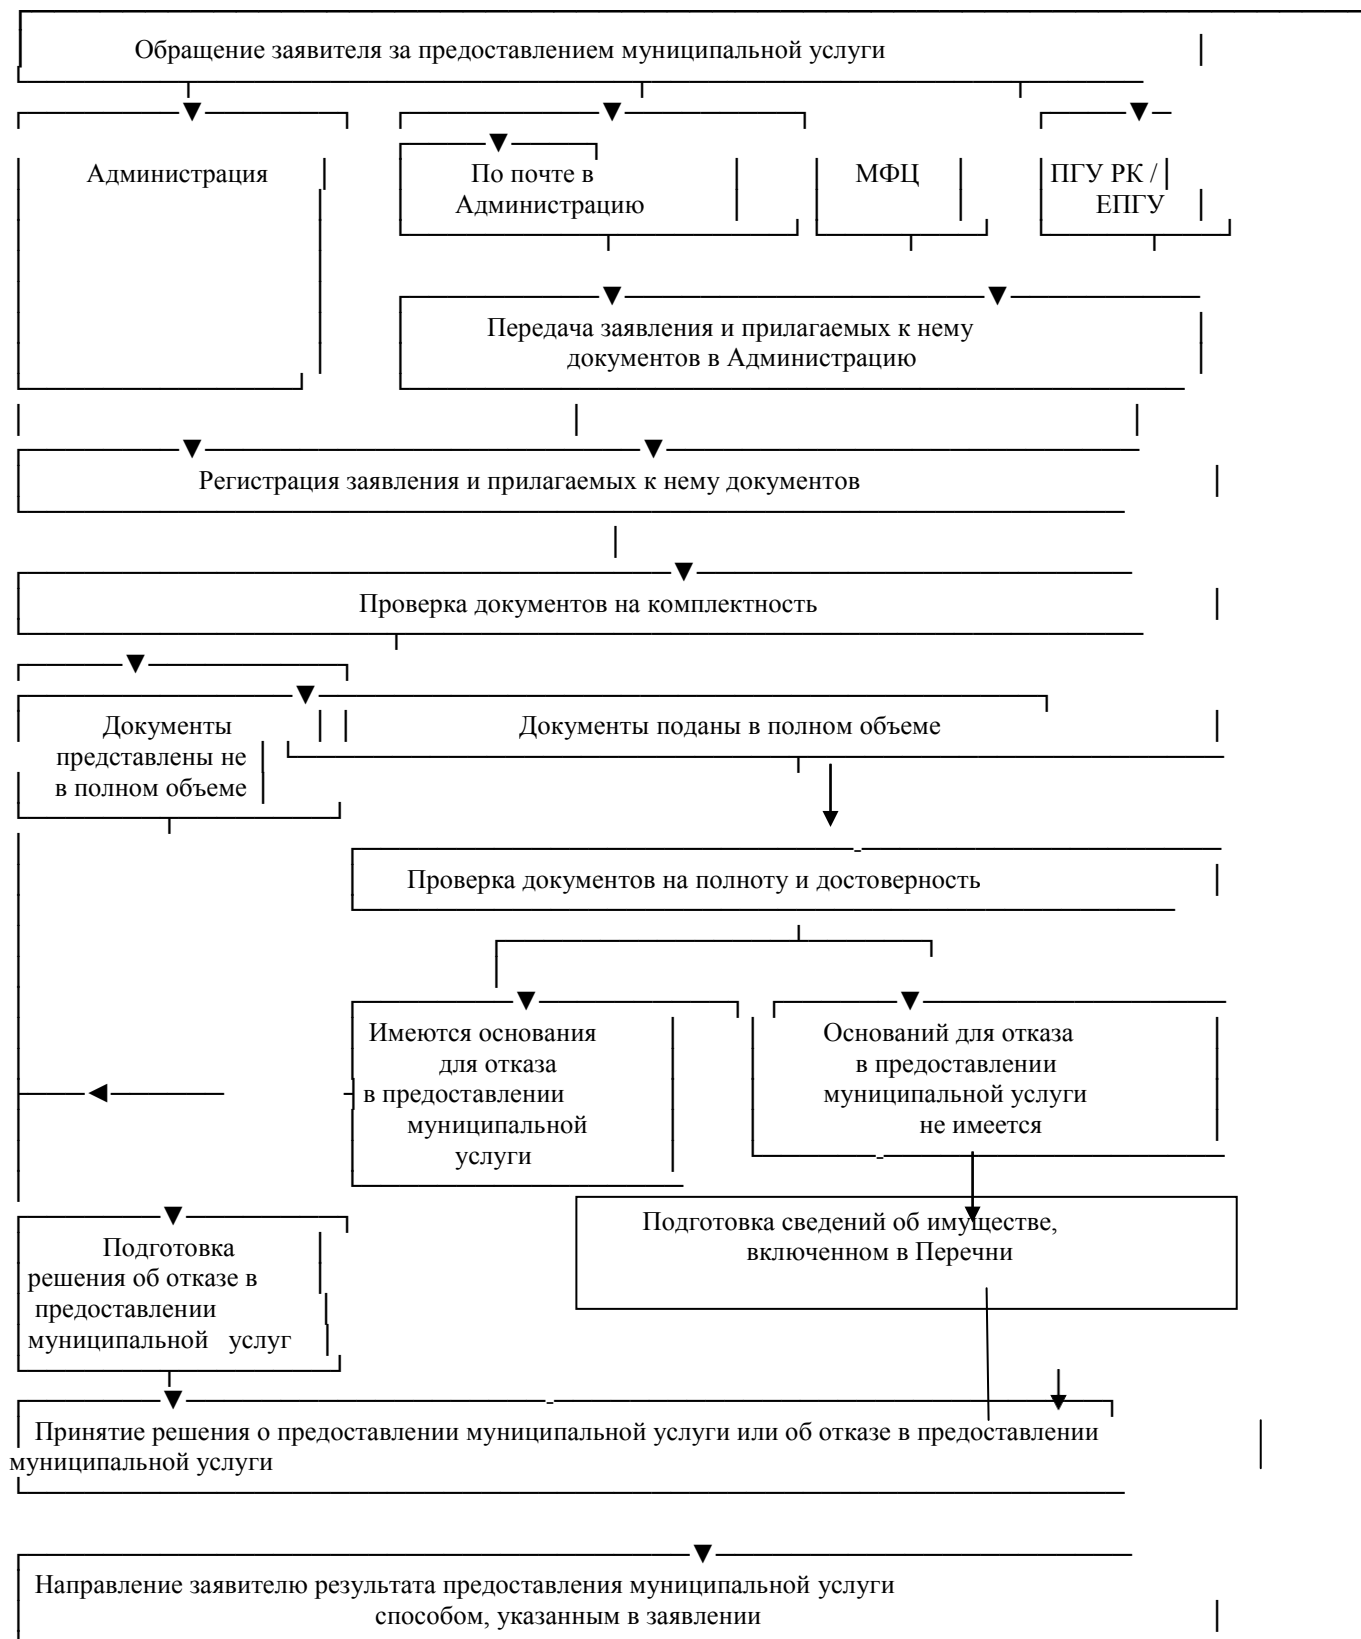 Обращение заявителя за предоставлением муниципальной услуги
Администрация
По почте в
Администрацию
МФЦ
ПГУ РК /
ЕПГУ
Передача заявления и прилагаемых к нему
документов в Администрацию
Регистрация заявления и прилагаемых к нему документов
Проверка документов на комплектность
Документы
представлены не
в полном объеме
Документы поданы в полном объеме
Проверка документов на полноту и достоверность
Имеются основания
для отказа
в предоставлении
муниципальной
услуги
Оснований для отказа
в предоставлении
муниципальной услуги
не имеется
Подготовка сведений об имуществе,
включенном в Перечни
Подготовка
решения об отказе в
предоставлении
муниципальной услуг
Принятие решения о предоставлении муниципальной услуги или об отказе в предоставлении
муниципальной услуги
Направление заявителю результата предоставления муниципальной услуги
способом, указанным в заявлении